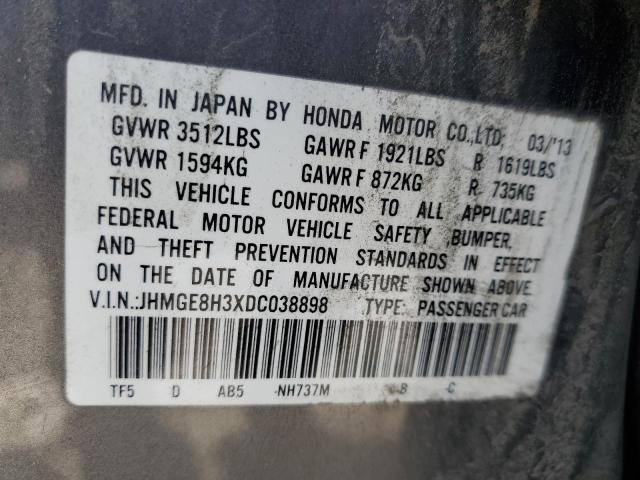 MFD. IN JAPAN BY HONDA MOTOR CO.,LTD. 03/'13
GVWR 3512LBS GAWR F 1921LBS R 1619LBS
GVWR 1594KG GAWR F 872KG R 735KG
THIS VEHICLE CONFORMS TO ALL APPLICABLE
FEDERAL MOTOR VEHICLE SAFETY ,BUMPER,
AND THEFT PREVENTION STANDARDS IN EFFECT
ON THE DATE OF MANUFACTURE SHOWN ABOVE
V.I.N.:JHMGE8H3XDC038898 TYPE: PASSENGER CAR
TF5 D AB5 -NH737M B C